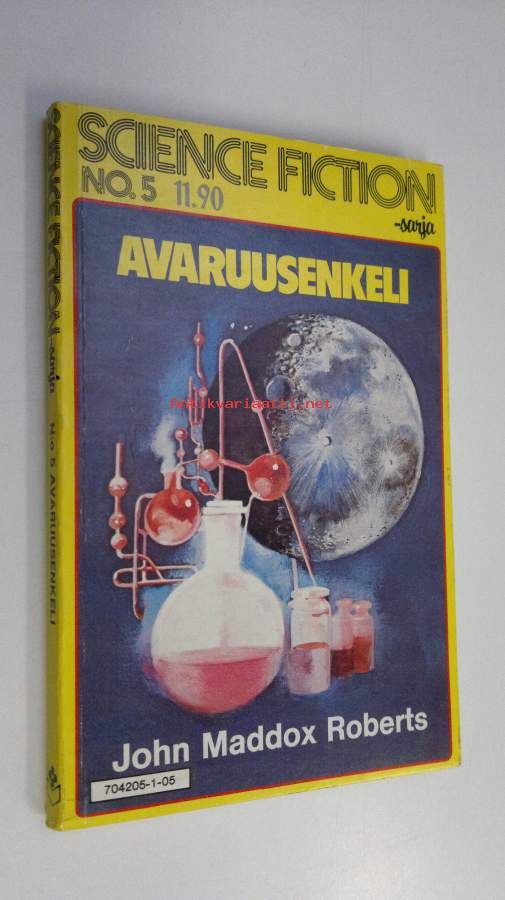 SCIENCE FICTION
NO. 5 11.90
-sarja
AVARUUSENKELI
antikvariaatti.net
John Maddox Roberts
704205-1-05
SCIENCE FICTION -sarja No 5 AVARUUSENKELI